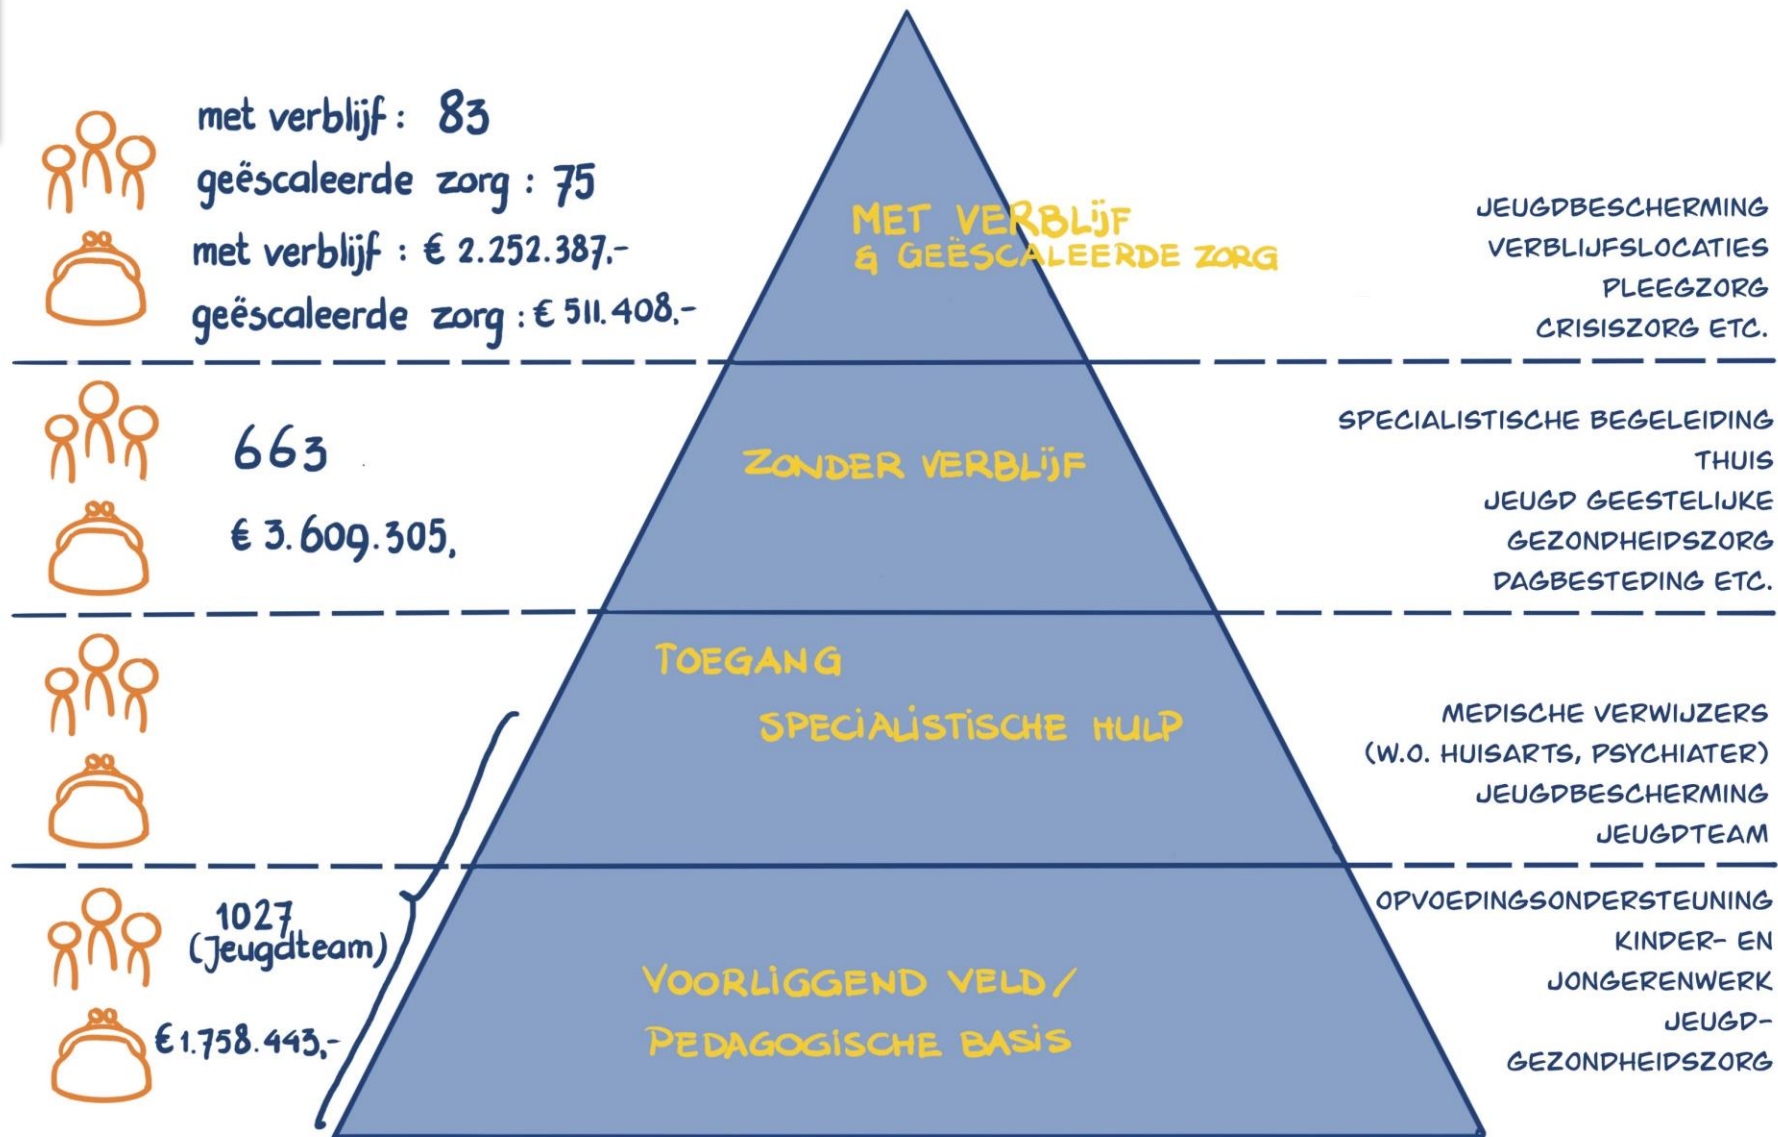 met verblijf : 83
geëscaleerde zorg : 75
met verblijf : € 2.252.387,-
geëscaleerde zorg : € 511.408,-
MET VERBLIJF
& GEËSCALEERDE ZORG
JEUGDBESCHERMING
VERBLIJFSLOCATIES
PLEEGZORG
CRISISZORG ETC.
663
€ 3.609.305,
ZONDER VERBLIJF
SPECIALISTISCHE BEGELEIDING
THUIS
JEUGD GEESTELIJKE
GEZONDHEIDSZORG
DAGBESTEDING ETC.
TOEGANG
SPECIALISTISCHE HULP
MEDISCHE VERWIJZERS
(W.O. HUISARTS, PSYCHIATER)
JEUGDBESCHERMING
JEUGDTEAM
1027
(Jeugdteam)
€ 1.758.443,-
VOORLIGGEND VELD/
PEDAGOGISCHE BASIS
OPVOEDINGSONDERSTEUNING
KINDER- EN
JONGERENWERK
JEUGD-
GEZONDHEIDSZORG